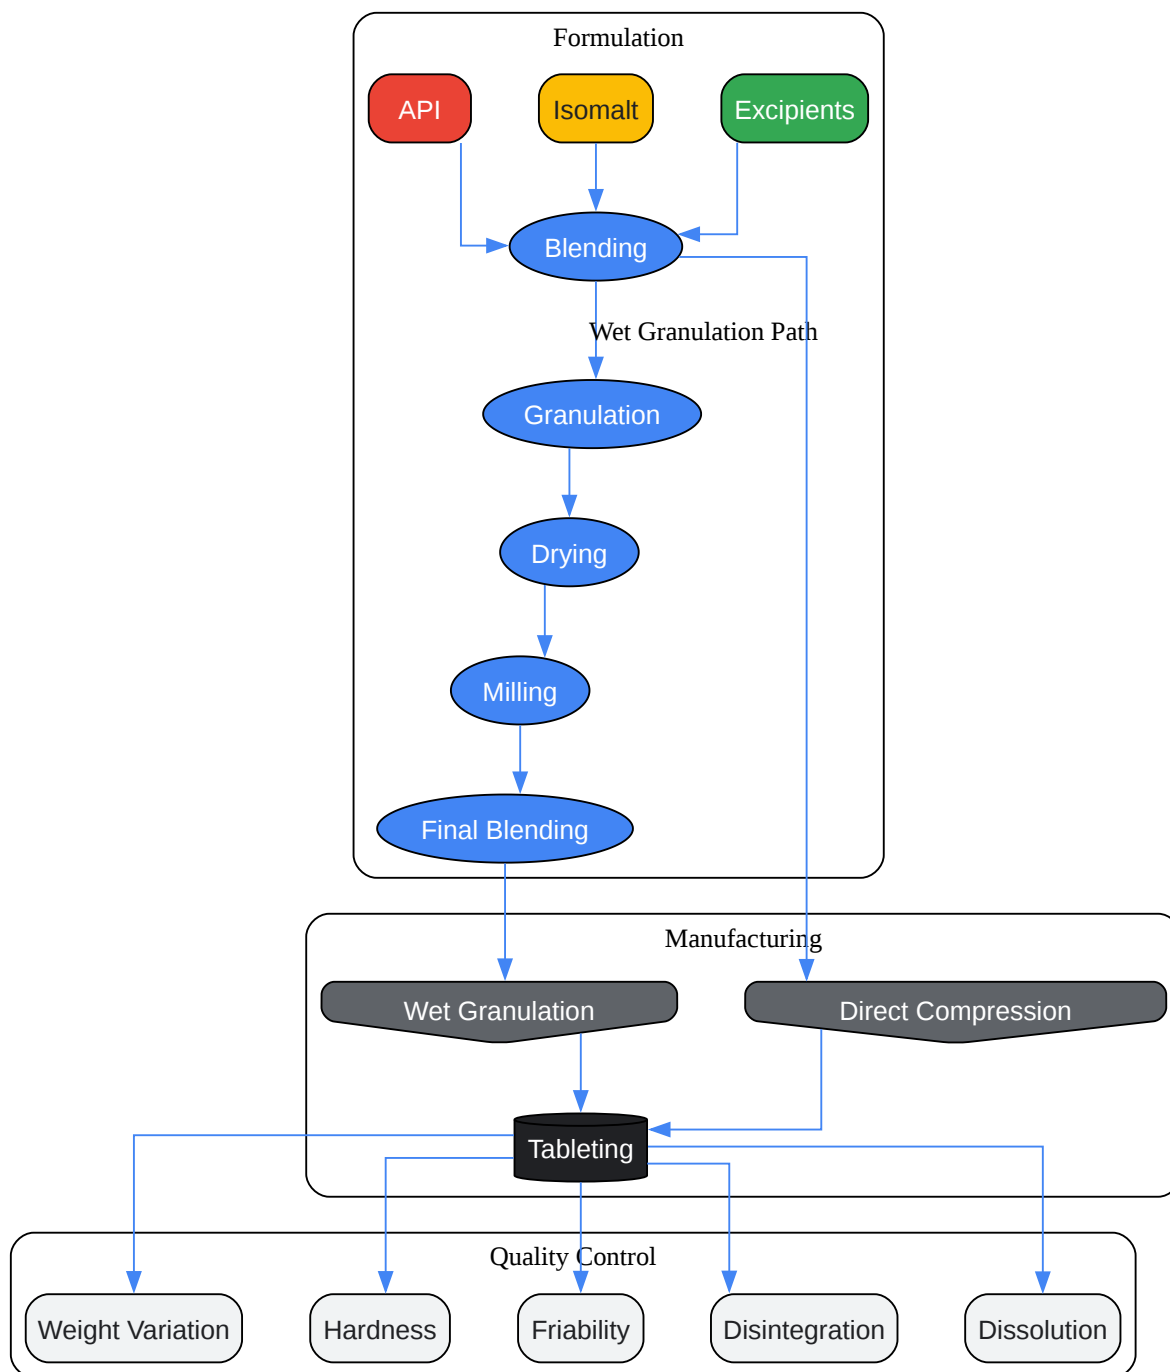 Formulation
API
Isomalt
Excipients
Blending
Wet Granulation Path
Granulation
Drying
Milling
Final Blending
Manufacturing
Wet Granulation
Direct Compression
Tableting
Quality Control
Weight Variation
Hardness
Friability
Disintegration
Dissolution